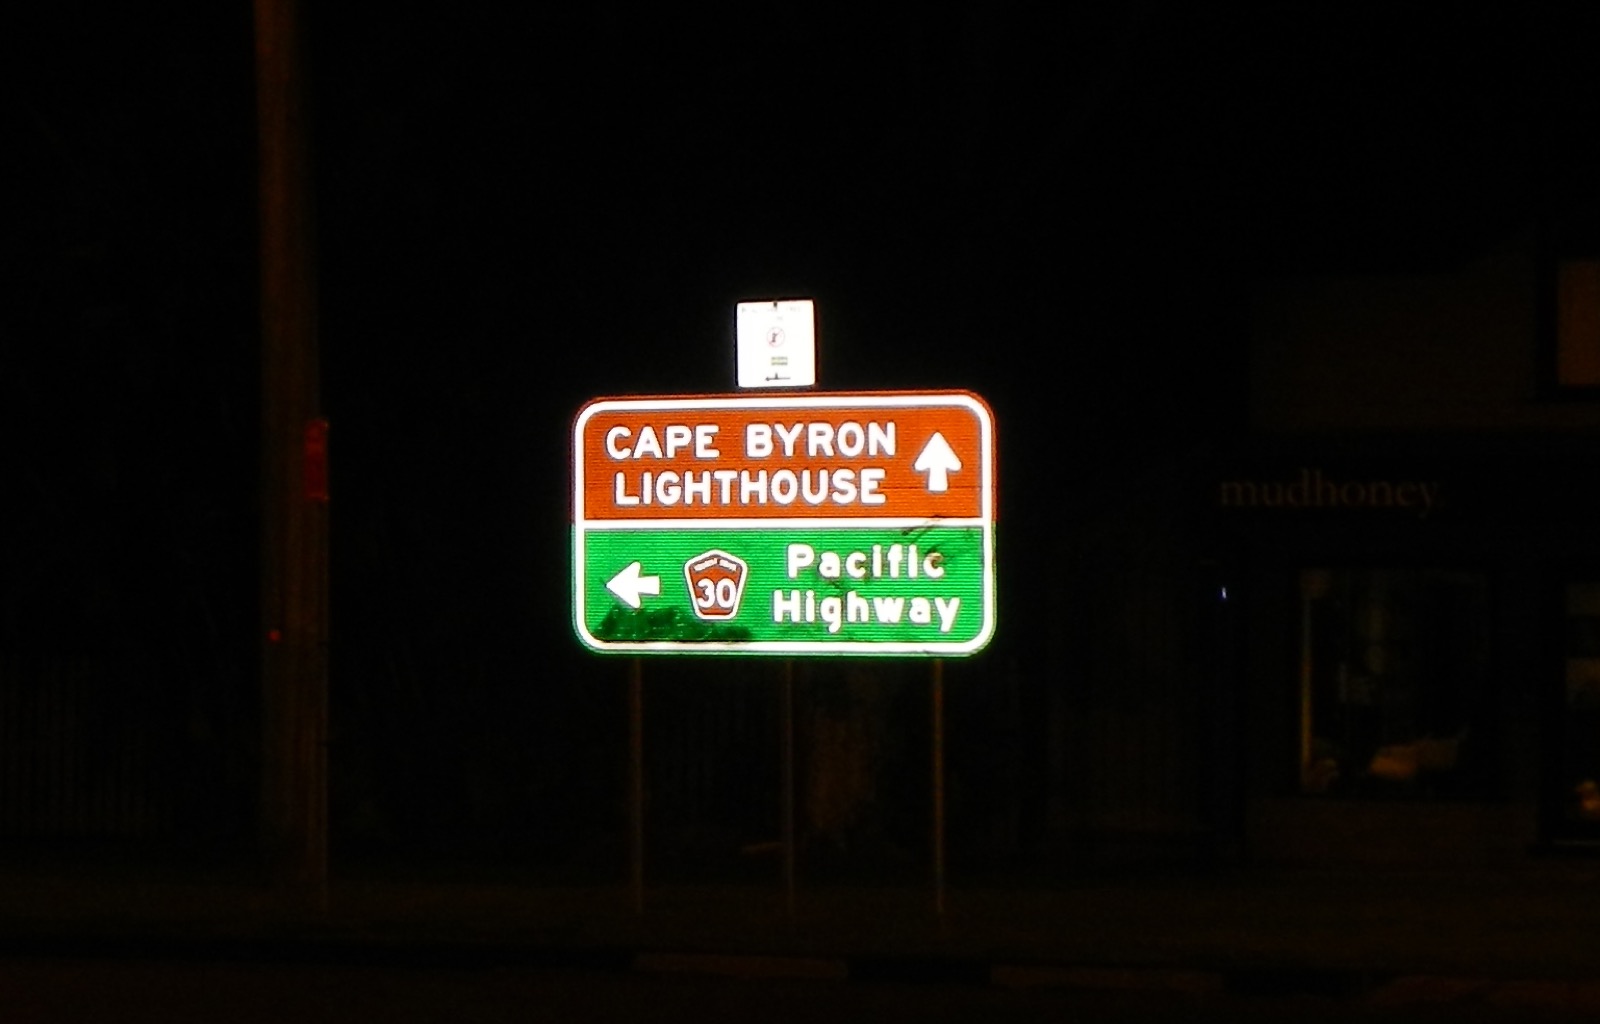 CAPE BYRON
LIGHTHOUSE
30
Pacific
Highway
mudhoney